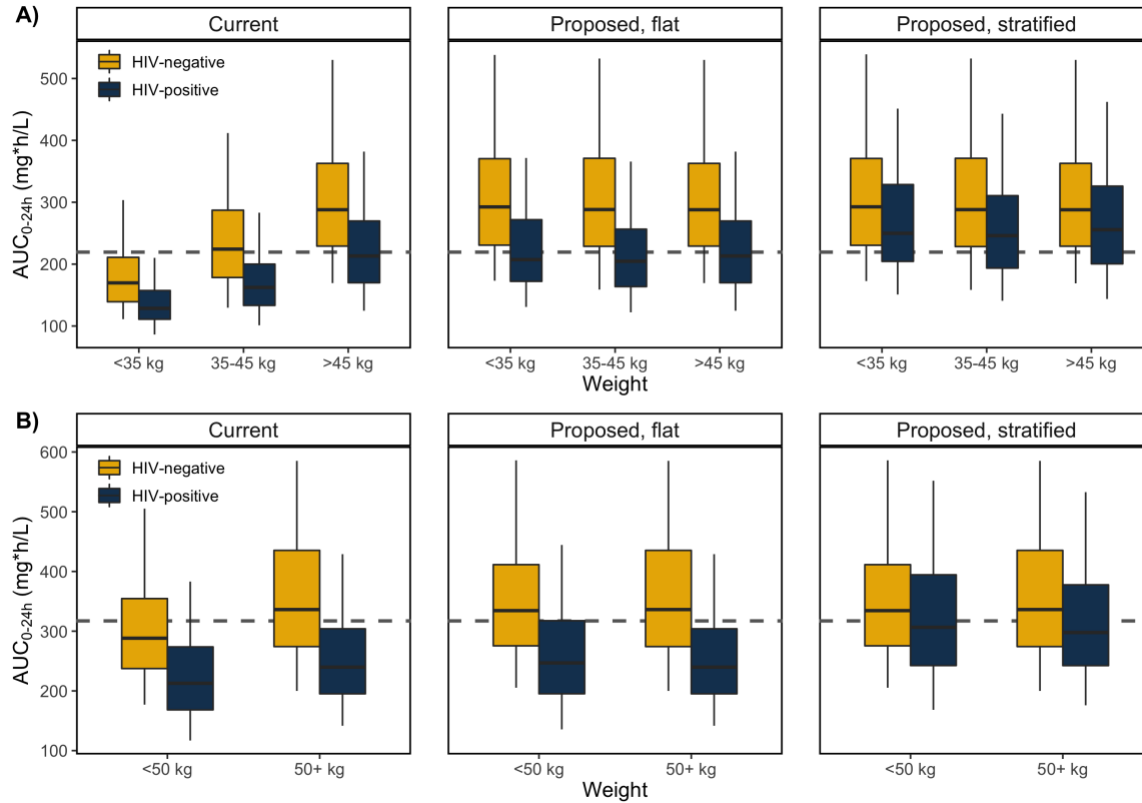 A)
Current
Proposed, flat
Proposed, stratified
HIV-negative
HIV-positive
AUC0-24h (mg*h/L)
500
400
300
200
100
<35 kg 35-45 kg >45 kg
<35 kg 35-45 kg >45 kg
<35 kg 35-45 kg >45 kg
Weight
B)
Current
Proposed, flat
Proposed, stratified
HIV-negative
HIV-positive
AUC0-24h (mg*h/L)
600
500
400
300
200
100
<50 kg 50+ kg
<50 kg 50+ kg
<50 kg 50+ kg
Weight